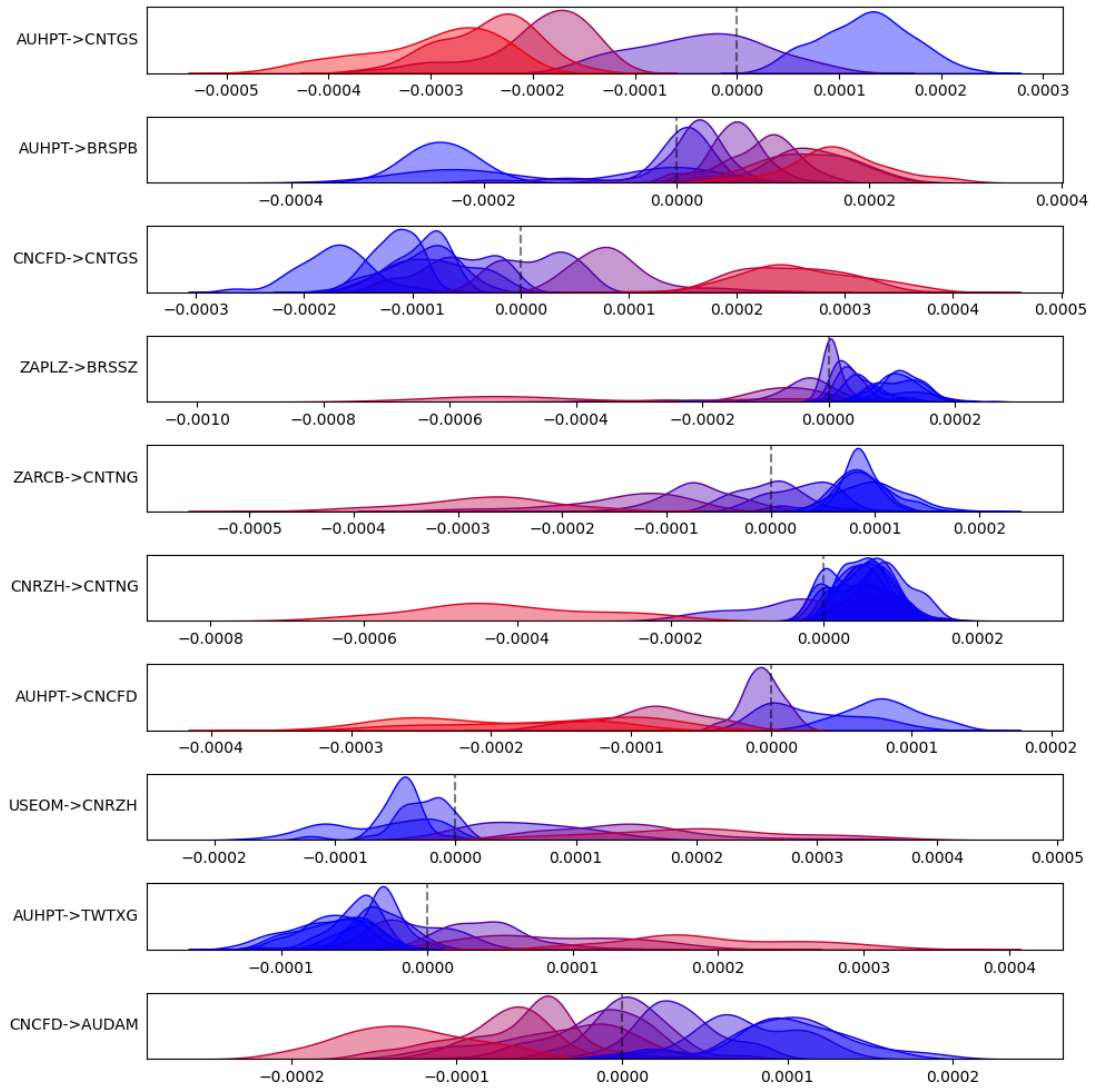 AUHPT->CNTGS
−0.0005 −0.0004 −0.0003 −0.0002 −0.0001 0.0000 0.0001 0.0002 0.0003
AUHPT->BRSPB
−0.0004 −0.0002 0.0000 0.0002 0.0004
CNCFD->CNTGS
−0.0003 −0.0002 −0.0001 0.0000 0.0001 0.0002 0.0003 0.0004 0.0005
ZAPLZ->BRSSZ
−0.0010 −0.0008 −0.0006 −0.0004 −0.0002 0.0000 0.0002
ZARCB->CNTNG
−0.0005 −0.0004 −0.0003 −0.0002 −0.0001 0.0000 0.0001 0.0002
CNRZH->CNTNG
−0.0008 −0.0006 −0.0004 −0.0002 0.0000 0.0002
AUHPT->CNCFD
−0.0004 −0.0003 −0.0002 −0.0001 0.0000 0.0001 0.0002
USEOM->CNRZH
−0.0002 −0.0001 0.0000 0.0001 0.0002 0.0003 0.0004 0.0005
AUHPT->TWTXG
−0.0001 0.0000 0.0001 0.0002 0.0003 0.0004
CNCFD->AUDAM
−0.0002 −0.0001 0.0000 0.0001 0.0002